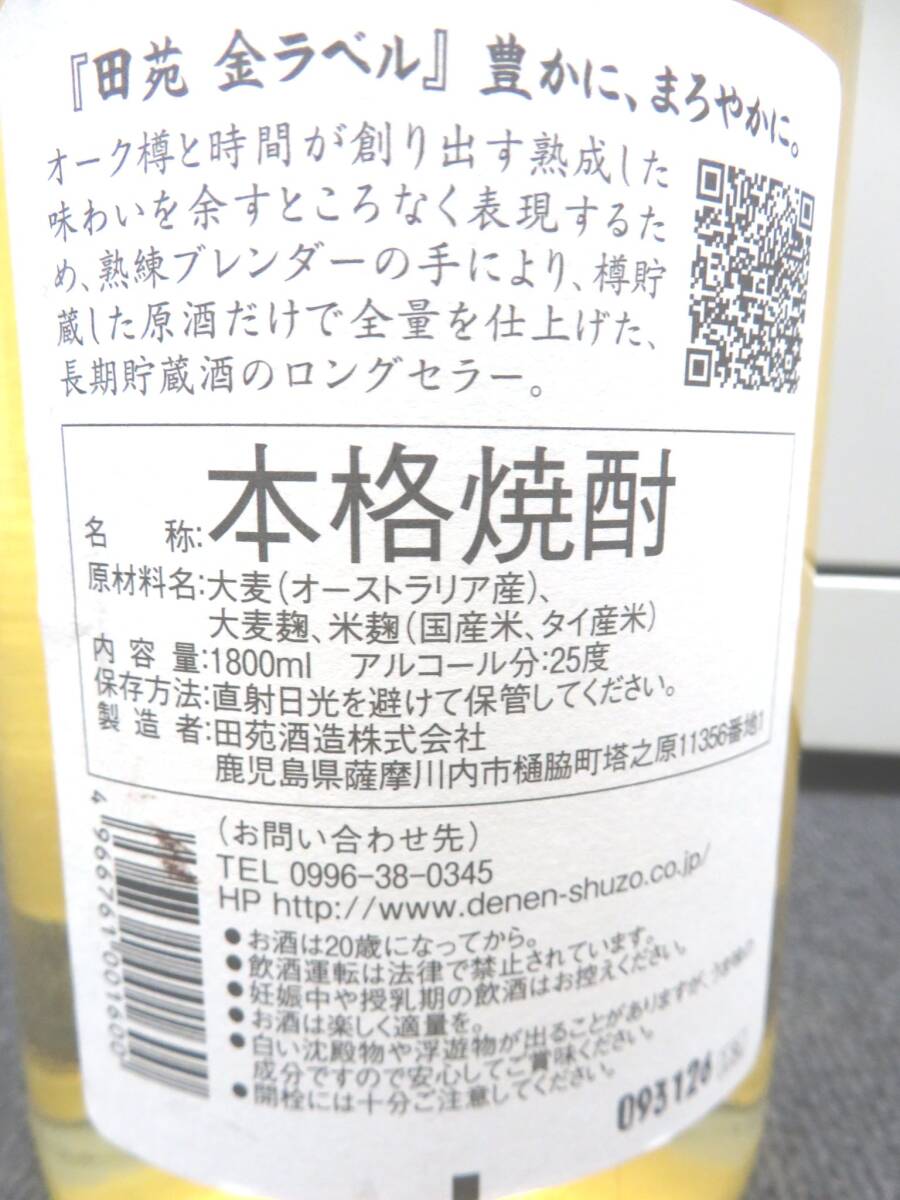 『田苑 金ラベル』豊かに、まろやかに。
オーク樽と時間が創り出す熟成した
味わいを余すところなく表現するた
め、熟練ブレンダーの手により、樽貯
蔵した原酒だけで全量を仕上げた、
長期貯蔵酒のロングセラー。
名 称:本格焼酎
原材料名:大麦(オーストラリア産)、
大麦麹、米麹(国産米、タイ産米)
内容量:1800ml アルコール分:25度
保存方法:直射日光を避けて保管してください。
製造者:田苑酒造株式会社
鹿児島県薩摩川内市樋脇町塔之原11356番地1
(お問い合わせ先)
TEL 0996-38-0345
HP http://www.denen-shuzo.co.jp/
●お酒は20歳になってから。
●飲酒運転は法律で禁止されています。
●妊娠中や授乳期の飲酒はお控えください。
●お酒は楽しく適量を。
●白い沈殿物や浮遊物が出ることがありますが、うま味の
成分ですので安心してご賞味ください。
●開栓には十分ご注意してください。
4966761001600
093126